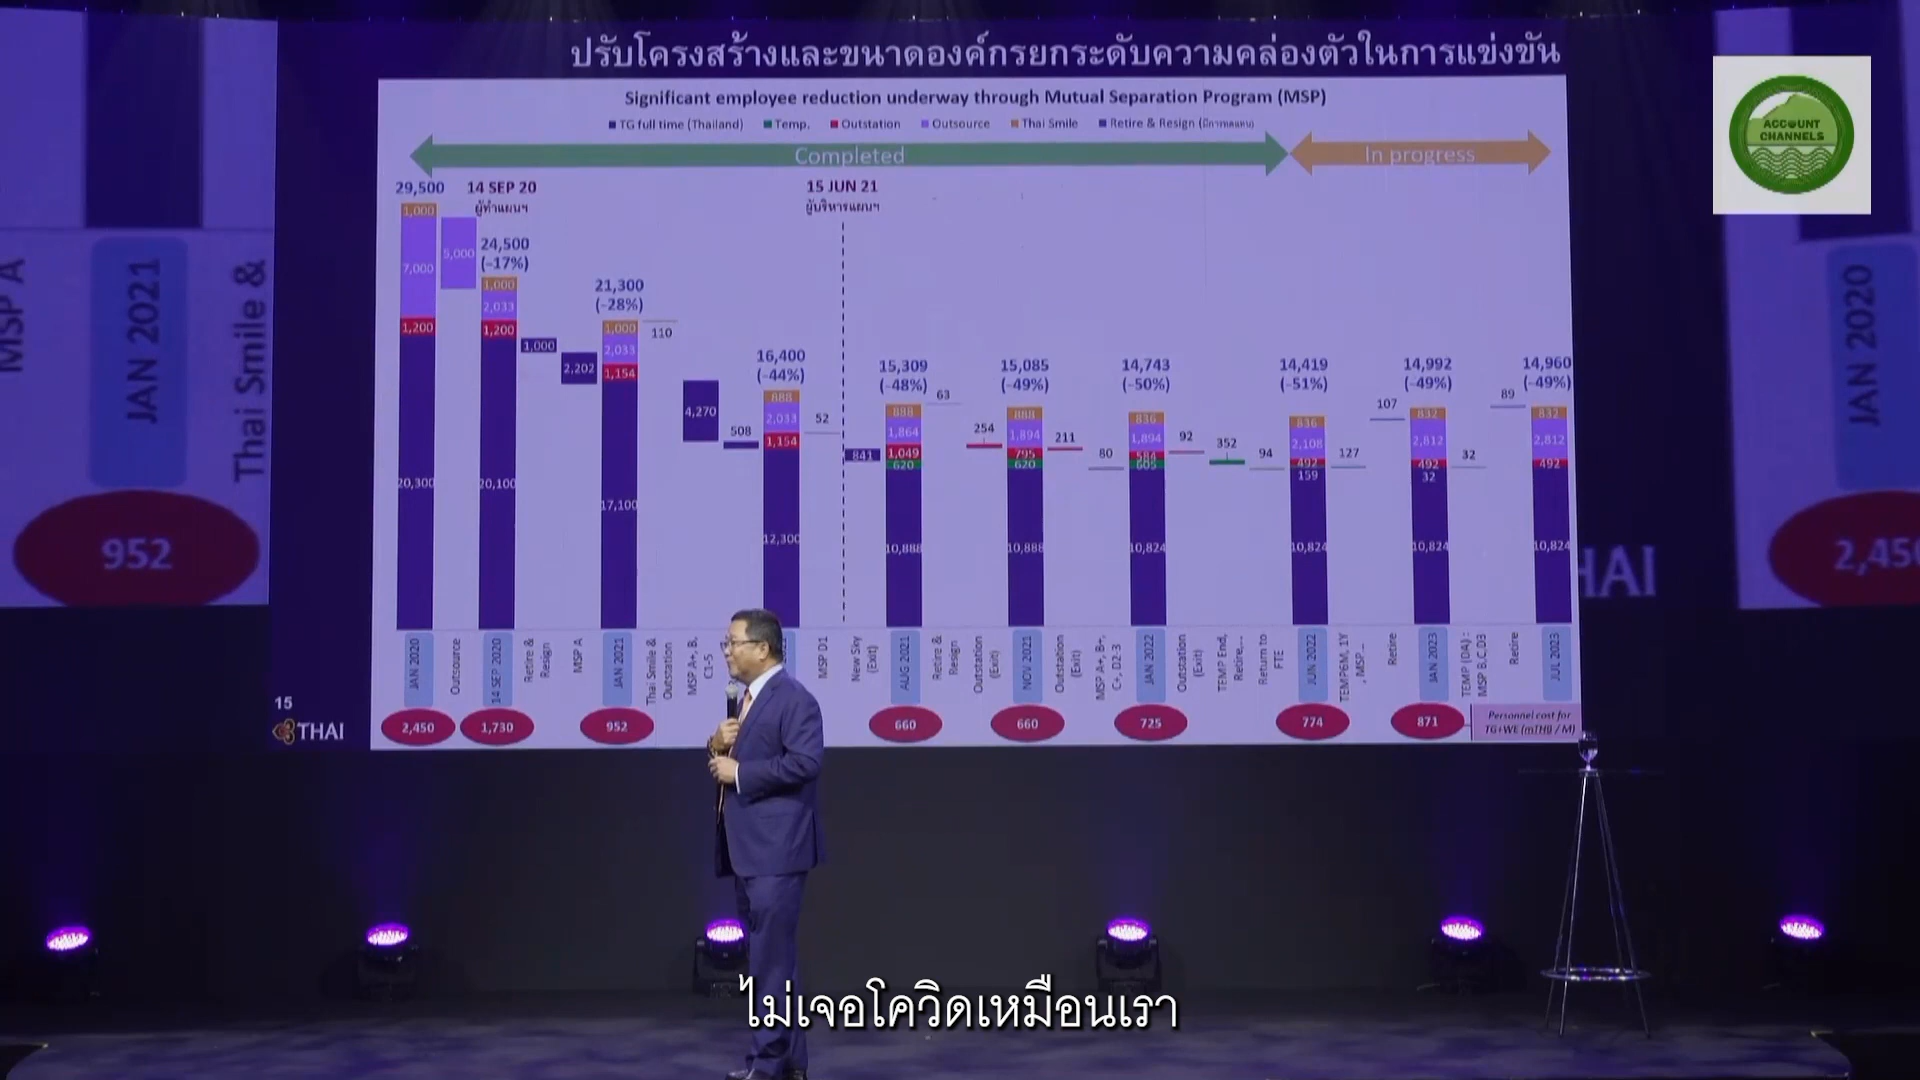 ปรับโครงสร้างและขนาดองค์กรยกระดับความคล่องตัวในการแข่งขัน
Significant employee reduction underway through Mutual Separation Program (MSP)
TG full time (Thailand) Temp. Outstation Outsource Thai Smile Retire & Resign
Completed In progress
ACCOUNT
CHANNELS
29,500 14 SEP 20 15 JUN 21
ผู้ทำแผนฯ ผู้บริหารแผนฯ
24,500
(-17%)
21,300
(-28%)
16,400
(-44%)
15,309
(-48%)
15,085
(-49%)
14,743
(-50%)
14,419
(-51%)
14,992
(-49%)
14,960
(-49%)
1,000
7,000
1,200
20,300
5,000
1,000
2,033
1,200
20,100
1,000
2,202
1,000
2,033
1,154
17,100
110
4,270
508
888
2,033
1,154
12,300
52
841
888
1,864
1,049
620
10,888
63
254
888
1,894
795
620
10,888
211
80
836
1,894
584
605
10,824
92
352
94
836
2,108
492
159
10,824
127
107
832
2,812
492
32
10,824
32
89
832
2,812
492
10,824
JAN 2020
Outsource
14 SEP 2020
Retire &
Resign
MSP A
JAN 2021
Thai Smile &
Outstation
MSP A+, B,
C1-5
MSP D1
New Sky
(Exit)
AUG 2021
Retire &
Resign
Outstation
(Exit)
NOV 2021
Outstation
(Exit)
MSP A+, B+,
C+, D2-3
JAN 2022
Outstation
(Exit)
TEMP End,
Retire,...
Return to
FTE
JUN 2022
TEMP6M, 1Y
, MSP...
Retire
JAN 2023
TEMP (DA) :
MSP B,C,D3
Retire
JUL 2023
2,450 1,730 952 660 660 725 774 871
Personnel cost for
TG+WE (mTHB / M)
15
THAI
MSP A
JAN 2021
Thai Smile &
952
HAI
JAN 2020
2,450
ไม่เจอโควิดเหมือนเรา